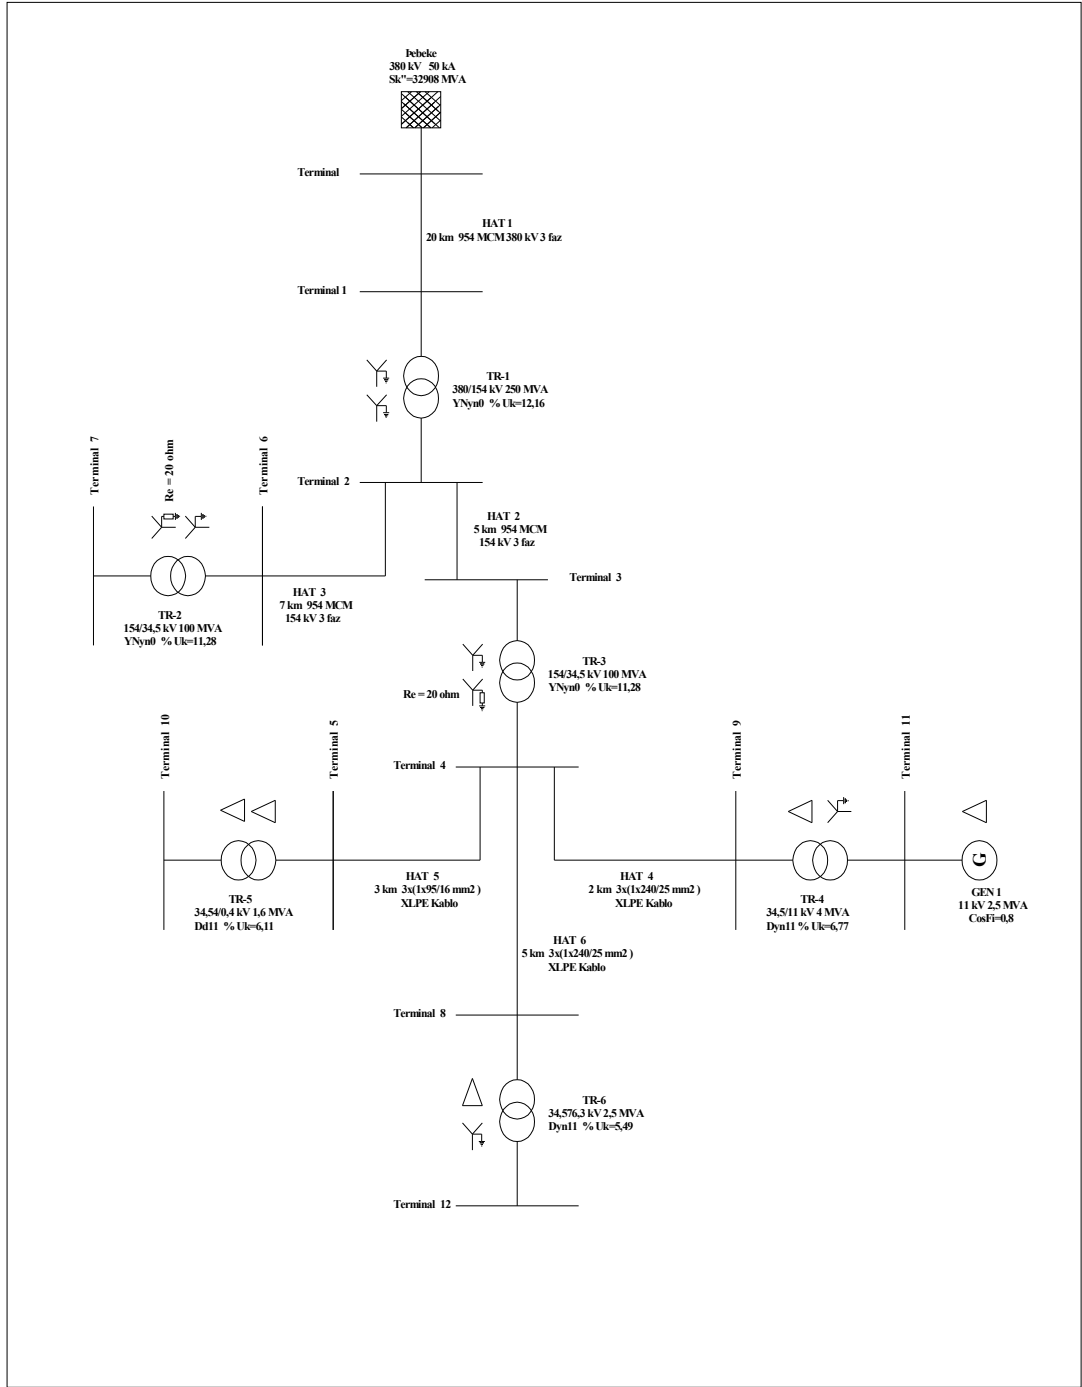 Þebeke
380 kV 50 kA
Sk"=32908 MVA
Terminal
HAT 1
20 km 954 MCM 380 kV 3 faz
Terminal 1
TR-1
380/154 kV 250 MVA
YNyn0 % Uk=12,16
Terminal 7
Re = 20 ohm
Terminal 6
Terminal 2
HAT 2
5 km 954 MCM
154 kV 3 faz
Terminal 3
HAT 3
7 km 954 MCM
154 kV 3 faz
TR-2
154/34,5 kV 100 MVA
YNyn0 % Uk=11,28
TR-3
154/34,5 kV 100 MVA
YNyn0 % Uk=11,28
Re = 20 ohm
Terminal 10
Terminal 5
Terminal 4
Terminal 9
Terminal 11
G
HAT 5
3 km 3x(1x95/16 mm2 )
XLPE Kablo
HAT 4
2 km 3x(1x240/25 mm2 )
XLPE Kablo
TR-5
34,54/0,4 kV 1,6 MVA
Dd11 % Uk=6,11
TR-4
34,5/11 kV 4 MVA
Dyn11 % Uk=6,77
GEN 1
11 kV 2,5 MVA
CosFi=0,8
HAT 6
5 km 3x(1x240/25 mm2 )
XLPE Kablo
Terminal 8
TR-6
34,576,3 kV 2,5 MVA
Dyn11 % Uk=5,49
Terminal 12